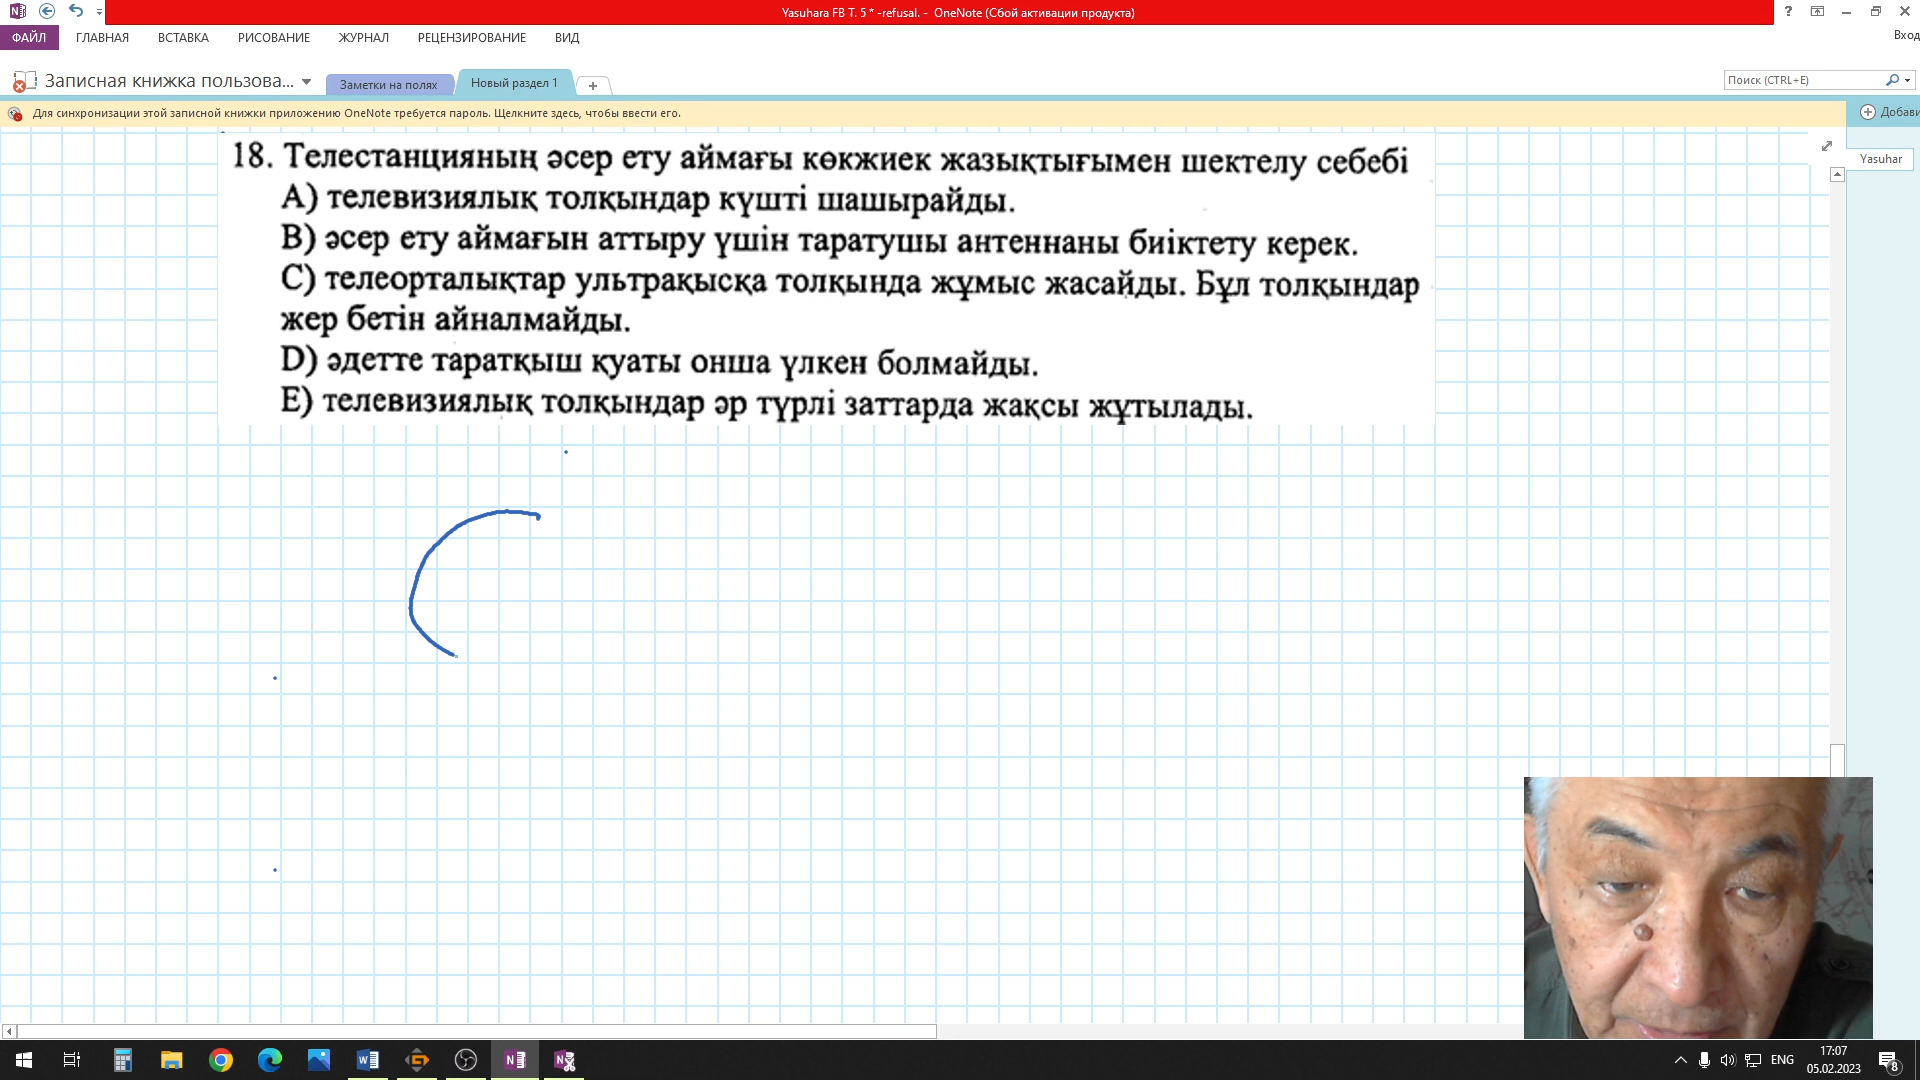 Yasuhara FB T. 5 * -refusal. - OneNote (Сбой активации продукта)
ФАЙЛ ГЛАВНАЯ ВСТАВКА РИСОВАНИЕ ЖУРНАЛ РЕЦЕНЗИРОВАНИЕ ВИД
Вход
Записная книжка пользова...
Заметки на полях
Новый раздел 1
Поиск (CTRL+E)
Для синхронизации этой записной книжки приложению OneNote требуется пароль. Щелкните здесь, чтобы ввести его.
Добави
Yasuhar
18. Телестанцияның әсер ету аймағы көкжиек жазықтығымен шектелу себебі
A) телевизиялық толқындар күшті шашырайды.
B) әсер ету аймағын аттыру үшін таратушы антеннаны биіктету керек.
C) телеорталықтар ультрақысқа толқында жұмыс жасайды. Бұл толқындар
жер бетін айналмайды.
D) әдетте таратқыш қуаты онша үлкен болмайды.
E) телевизиялық толқындар әр түрлі заттарда жақсы жұтылады.
ENG
17:07
05.02.2023
8